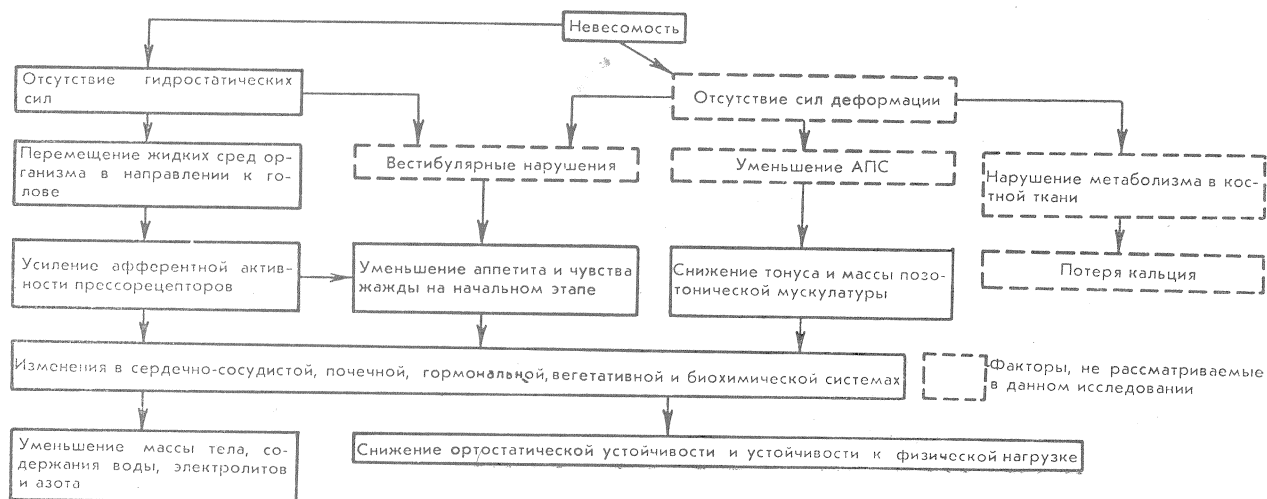 Невесомость
Отсутствие гидростатических
сил
Отсутствие сил деформации
Перемещение жидких сред ор-
ганизма в направлении к го-
лове
Вестибулярные нарушения
Уменьшение АПС
Нарушение метаболизма в кос-
тной ткани
Усиление афферентной актив-
ности прессорецепторов
Уменьшение аппетита и чувства
жажды на начальном этапе
Снижение тонуса и массы позо-
тонической мускулатуры
Потеря кальция
Изменения в сердечно-сосудистой, почечной, гормональной, вегетативной и биохимической системах
Факторы, не рассматриваемые
в данном исследовании
Уменьшение массы тела, со-
держания воды, электролитов
и азота
Снижение ортостатической устойчивости и устойчивости к физической нагрузке